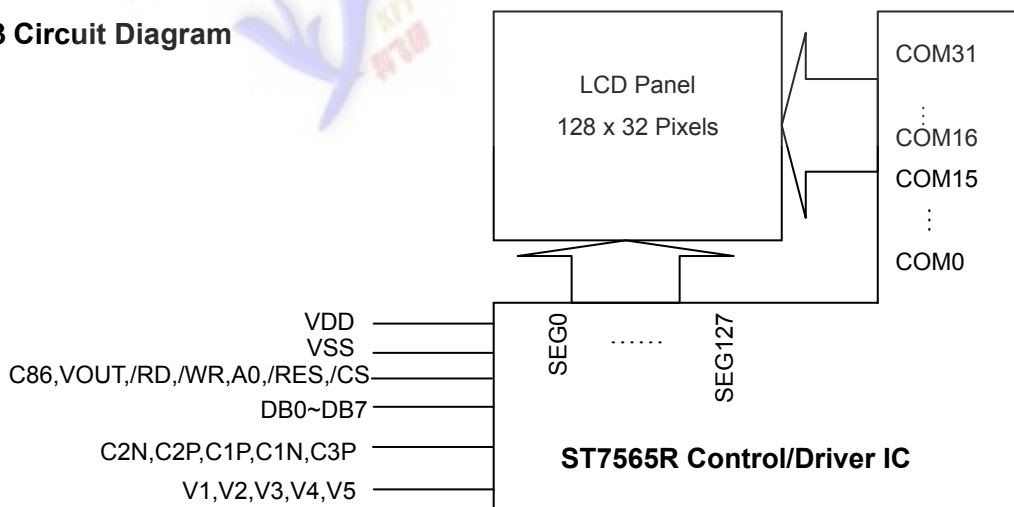 3 Circuit Diagram
LCD Panel
128 x 32 Pixels
COM31
⋮
COM16
COM15
⋮
COM0
VDD
VSS
C86,VOUT,/RD,/WR,A0,/RES,/CS
DB0~DB7
C2N,C2P,C1P,C1N,C3P
V1,V2,V3,V4,V5
SEG0
......
SEG127
ST7565R Control/Driver IC